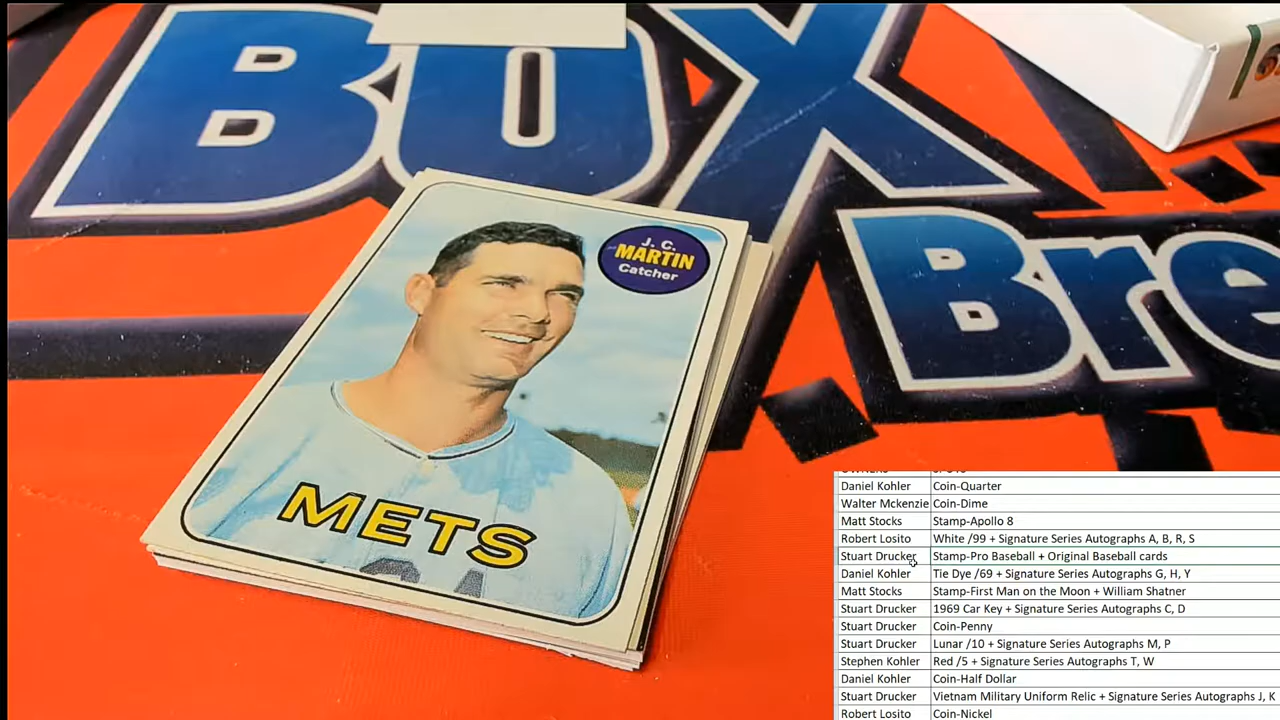 BOX
Bre
J. C.
MARTIN
Catcher
METS
Daniel Kohler Coin-Quarter
Walter Mckenzie Coin-Dime
Matt Stocks Stamp-Apollo 8
Robert Losito White /99 + Signature Series Autographs A, B, R, S
Stuart Drucker Stamp-Pro Baseball + Original Baseball cards
Daniel Kohler Tie Dye /69 + Signature Series Autographs G, H, Y
Matt Stocks Stamp-First Man on the Moon + William Shatner
Stuart Drucker 1969 Car Key + Signature Series Autographs C, D
Stuart Drucker Coin-Penny
Stuart Drucker Lunar /10 + Signature Series Autographs M, P
Stephen Kohler Red /5 + Signature Series Autographs T, W
Daniel Kohler Coin-Half Dollar
Stuart Drucker Vietnam Military Uniform Relic + Signature Series Autographs J, K
Robert Losito Coin-Nickel